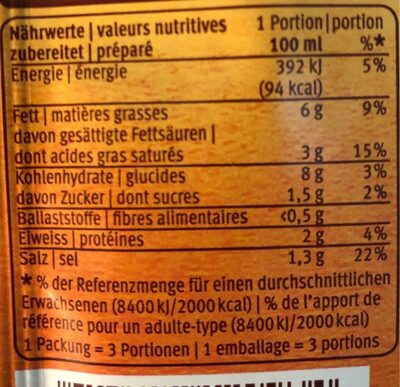 Nährwerte | valeurs nutritives 1 Portion | portion
zubereitet | préparé 100 ml %*
Energie | énergie 392 kJ 5%
(94 kcal)
Fett | matières grasses 6 g 9%
davon gesättigte Fettsäuren |
dont acides gras saturés 3 g 15%
Kohlenhydrate | glucides 8 g 3%
davon Zucker | dont sucres 1,5 g 2%
Ballaststoffe | fibres alimentaires <0,5 g
Eiweiss | protéines 2 g 4%
Salz | sel 1,3 g 22%
* % der Referenzmenge für einen durchschnittlichen
Erwachsenen (8400 kJ/2000 kcal) | % de l'apport de
référence pour un adulte-type (8400 kJ/2000 kcal)
1 Packung = 3 Portionen | 1 emballage = 3 portions